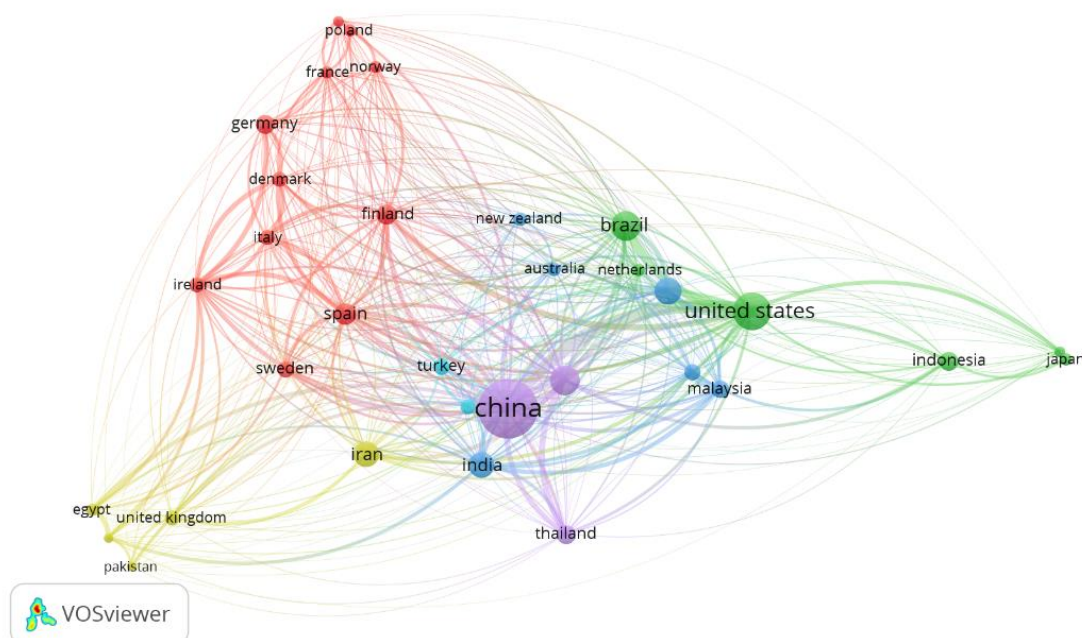 poland
france
norway
germany
denmark
finland
new zealand
brazil
italy
australia
netherlands
ireland
spain
united states
sweden
turkey
malaysia
indonesia
japan
china
iran
india
egypt
united kingdom
thailand
pakistan
VOSviewer